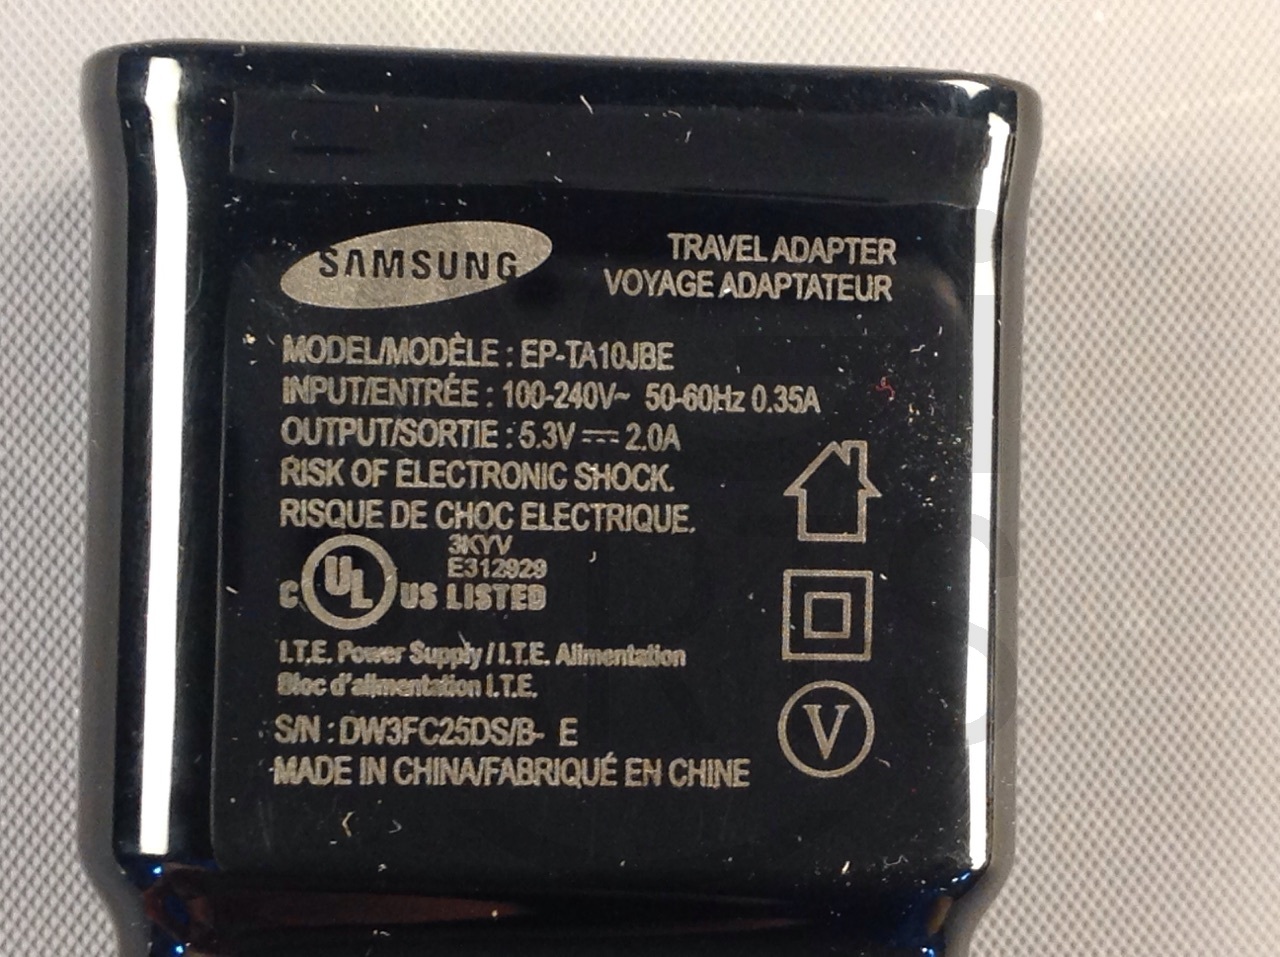 SAMSUNG
TRAVEL ADAPTER
VOYAGE ADAPTATEUR
MODEL/MODÈLE : EP-TA10JBE
INPUT/ENTRÉE : 100-240V~ 50-60Hz 0.35A
OUTPUT/SORTIE : 5.3V ⎓ 2.0A
RISK OF ELECTRONIC SHOCK.
RISQUE DE CHOC ELECTRIQUE.
3KYV
E312929
C UL US LISTED
I.T.E. Power Supply / I.T.E. Alimentation
Bloc d'alimentation I.T.E.
V
S/N : DW3FC25DS/B- E
MADE IN CHINA/FABRIQUÉ EN CHINE